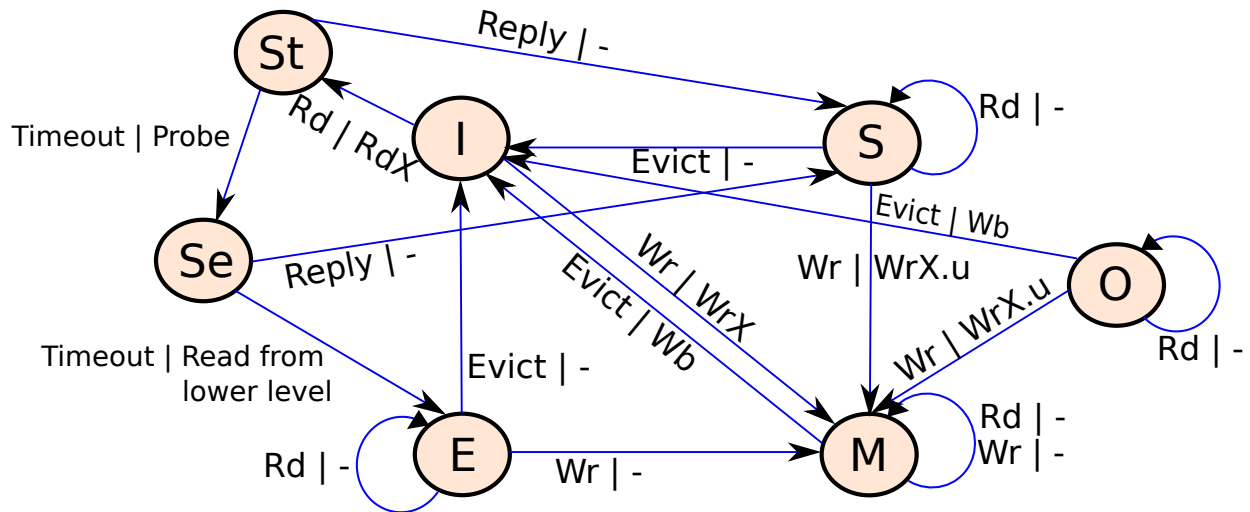 St
Reply | -
Rd | -
I
S
Timeout | Probe
Rd | RdX
Evict | -
Evict | Wb
Se
Reply | -
Wr | WrX
Evict | Wb
Wr | WrX.u
O
Wr | WrX.u
Rd | -
Timeout | Read from
lower level
Evict | -
Rd | -
Wr | -
Rd | -
E
Wr | -
M